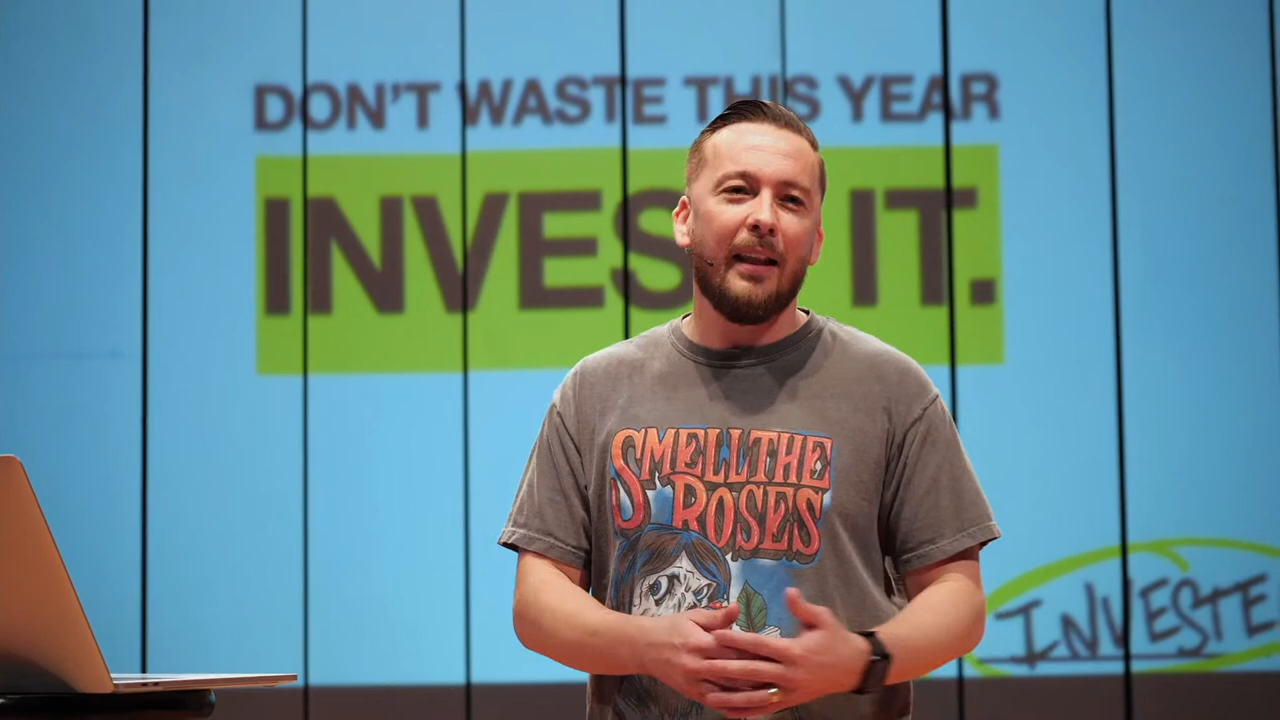 DON'T WASTE THIS YEAR
INVEST IT.
SMELL THE
ROSES
INVESTE